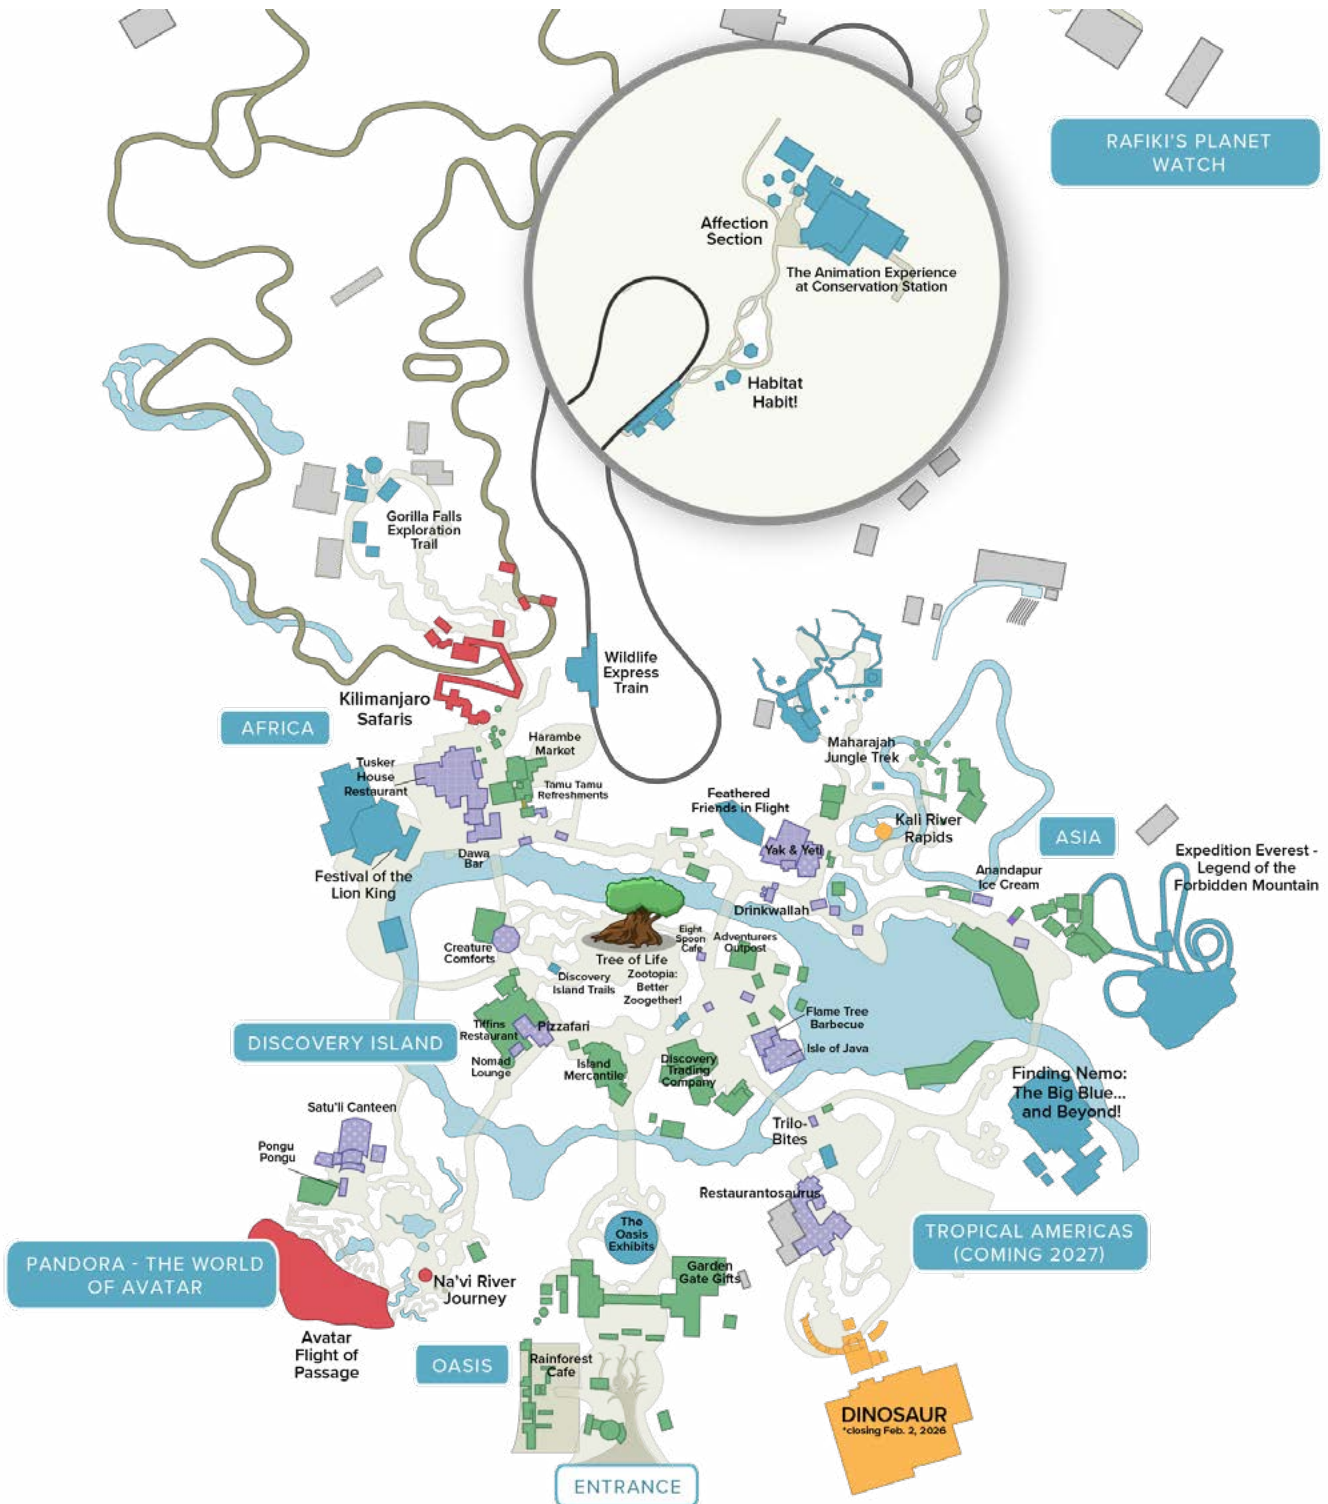 RAFIKI'S PLANET
WATCH
Affection
Section
The Animation Experience
at Conservation Station
Habitat
Habit!
Gorilla Falls
Exploration
Trail
Wildlife
Express
Train
Kilimanjaro
Safaris
AFRICA
Harambe
Market
Maharajah
Jungle Trek
Tusker
House
Restaurant
Tamu Tamu
Refreshments
Feathered
Friends in Flight
Kali River
Rapids
ASIA
Yak & Yeti
Expedition Everest -
Legend of the
Forbidden Mountain
Dawa
Bar
Festival of the
Lion King
Anandapur
Ice Cream
Drinkwallah
Creature
Comforts
Tree of Life
Eight
Spoon
Cafe
Adventurers
Outpost
Discovery
Island Trails
Zootopia:
Better
Zoogether!
DISCOVERY ISLAND
Tiffins
Restaurant
Pizzafari
Nomad
Lounge
Island
Mercantile
Discovery
Trading
Company
Flame Tree
Barbecue
Isle of Java
Finding Nemo:
The Big Blue...
and Beyond!
Satu'li Canteen
Pongu
Pongu
Trilo-
Bites
Restaurantosaurus
TROPICAL AMERICAS
(COMING 2027)
The
Oasis
Exhibits
Garden
Gate Gifts
PANDORA - THE WORLD
OF AVATAR
Na'vi River
Journey
Avatar
Flight of
Passage
OASIS
Rainforest
Cafe
DINOSAUR
*closing Feb. 2, 2026
ENTRANCE